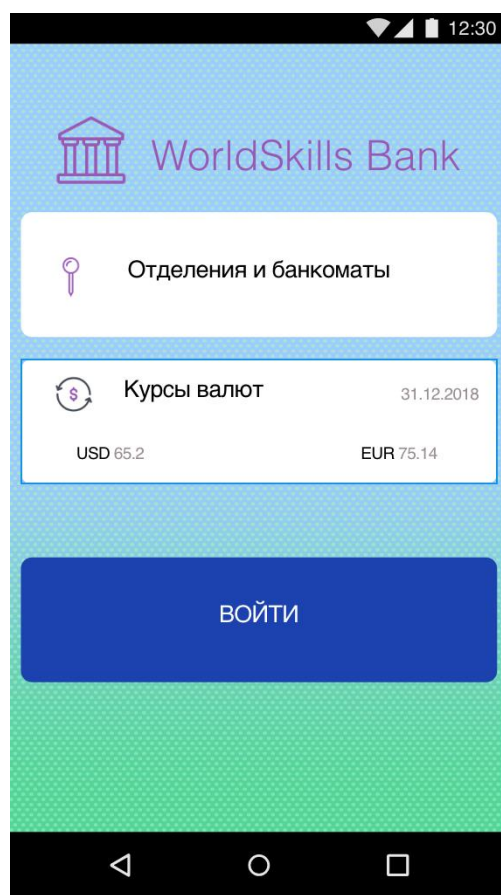 12:30
WorldSkills Bank
Отделения и банкоматы
$ Курсы валют 31.12.2018
USD 65.2 EUR 75.14
ВОЙТИ